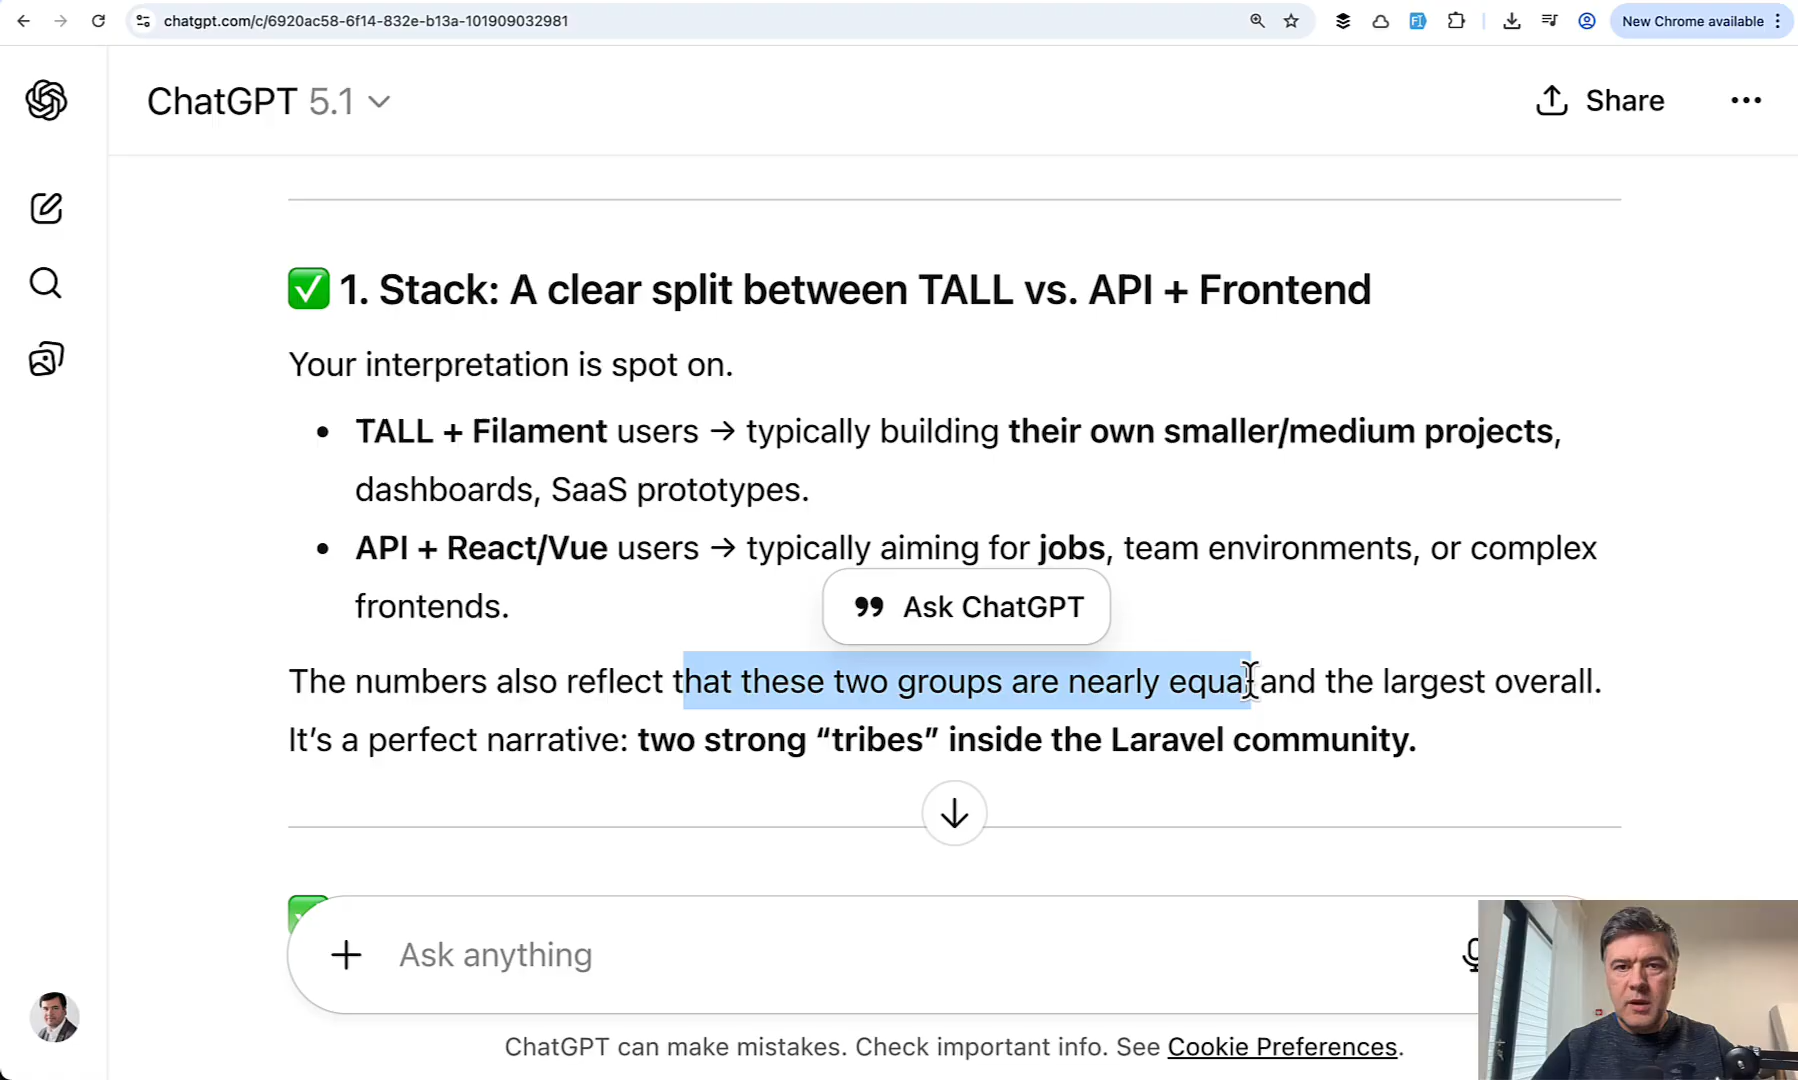 chatgpt.com/c/6920ac58-6f14-832e-b13a-101909032981
New Chrome available
ChatGPT 5.1
Share
✅ 1. Stack: A clear split between TALL vs. API + Frontend
Your interpretation is spot on.
• TALL + Filament users → typically building their own smaller/medium projects,
dashboards, SaaS prototypes.
• API + React/Vue users → typically aiming for jobs, team environments, or complex
frontends.
Ask ChatGPT
The numbers also reflect that these two groups are nearly equal and the largest overall.
It’s a perfect narrative: two strong “tribes” inside the Laravel community.
Ask anything
ChatGPT can make mistakes. Check important info. See Cookie Preferences.